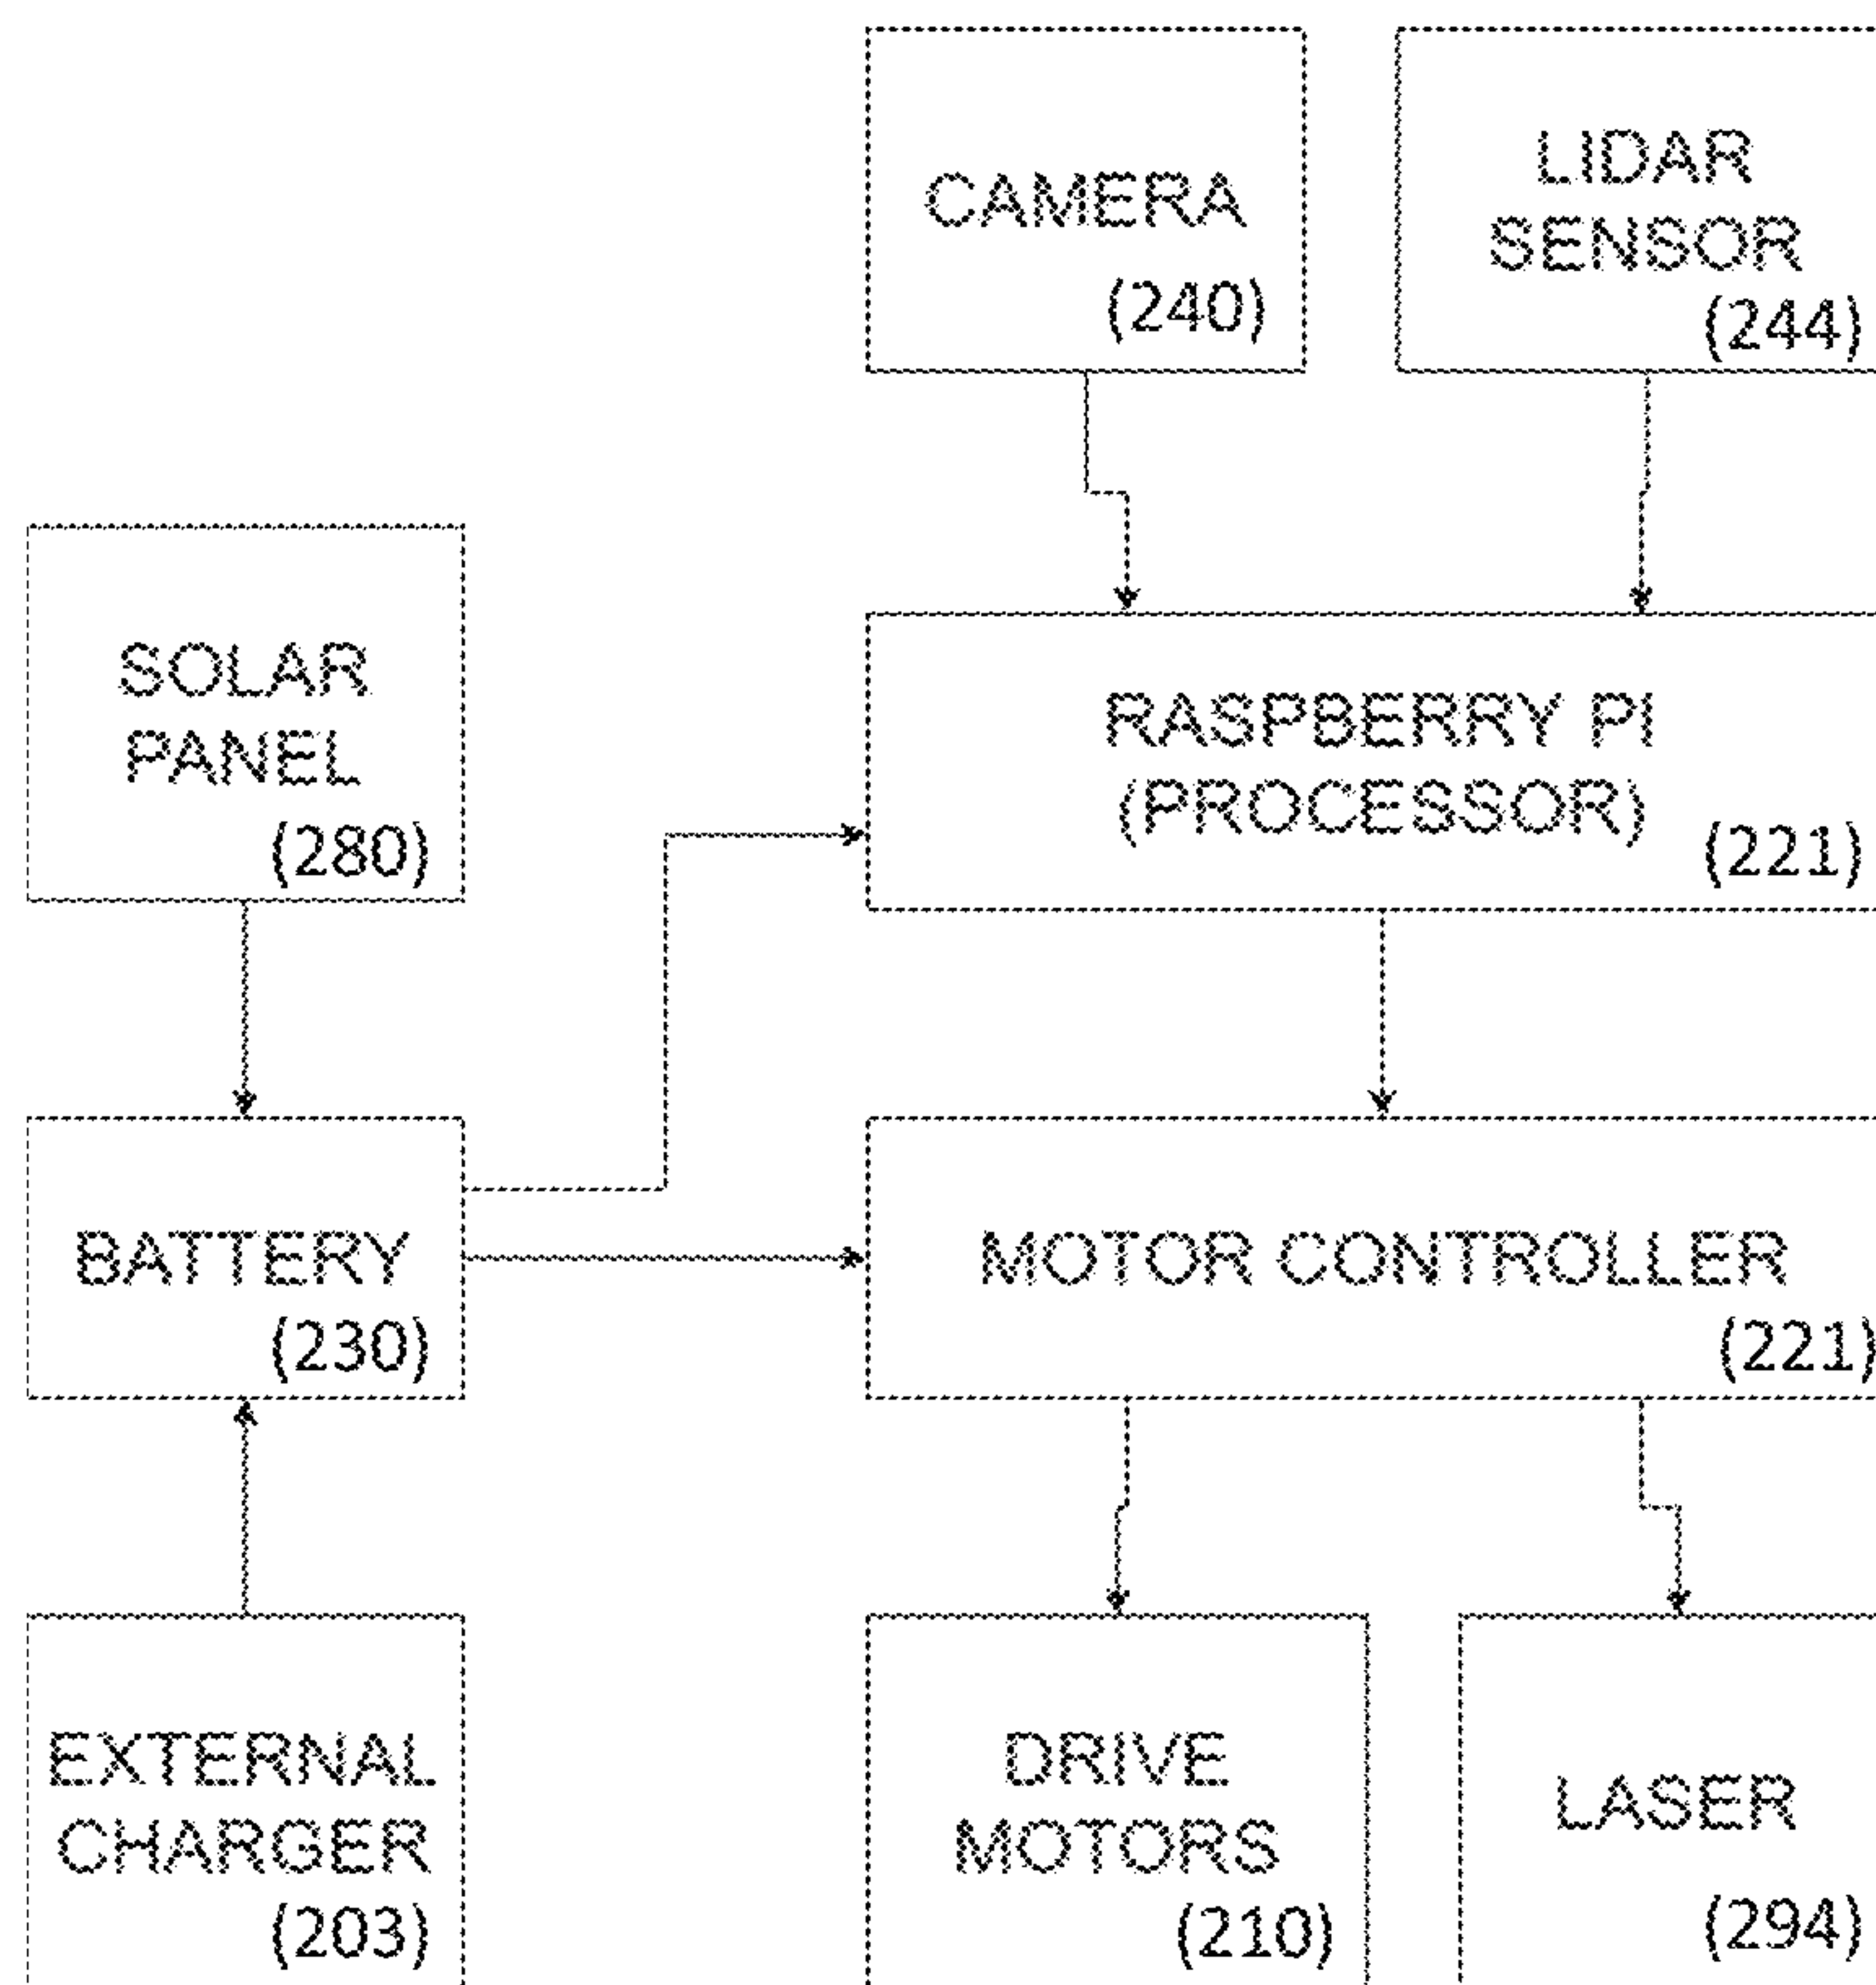 CAMERA
(240)
LIDAR
SENSOR
(244)
SOLAR
PANEL
(280)
RASPBERRY PI
(PROCESSOR)
(221)
BATTERY
(230)
MOTOR CONTROLLER
(221)
EXTERNAL
CHARGER
(203)
DRIVE
MOTORS
(210)
LASER
(294)